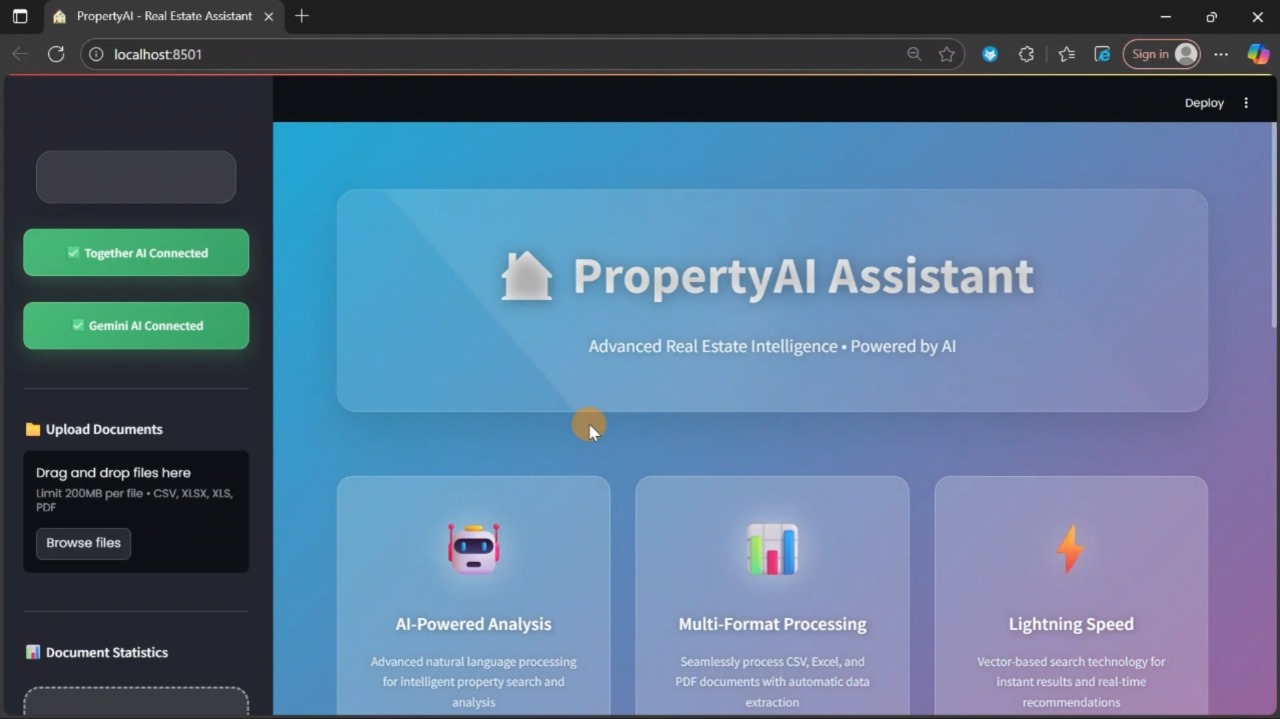 PropertyAI - Real Estate Assistant
localhost:8501
Sign in
Deploy
✅ Together AI Connected
✅ Gemini AI Connected
Upload Documents
Drag and drop files here
Limit 200MB per file • CSV, XLSX, XLS,
PDF
Browse files
Document Statistics
PropertyAI Assistant
Advanced Real Estate Intelligence • Powered by AI
AI-Powered Analysis
Advanced natural language processing
for intelligent property search and
analysis
Multi-Format Processing
Seamlessly process CSV, Excel, and
PDF documents with automatic data
extraction
Lightning Speed
Vector-based search technology for
instant results and real-time
recommendations